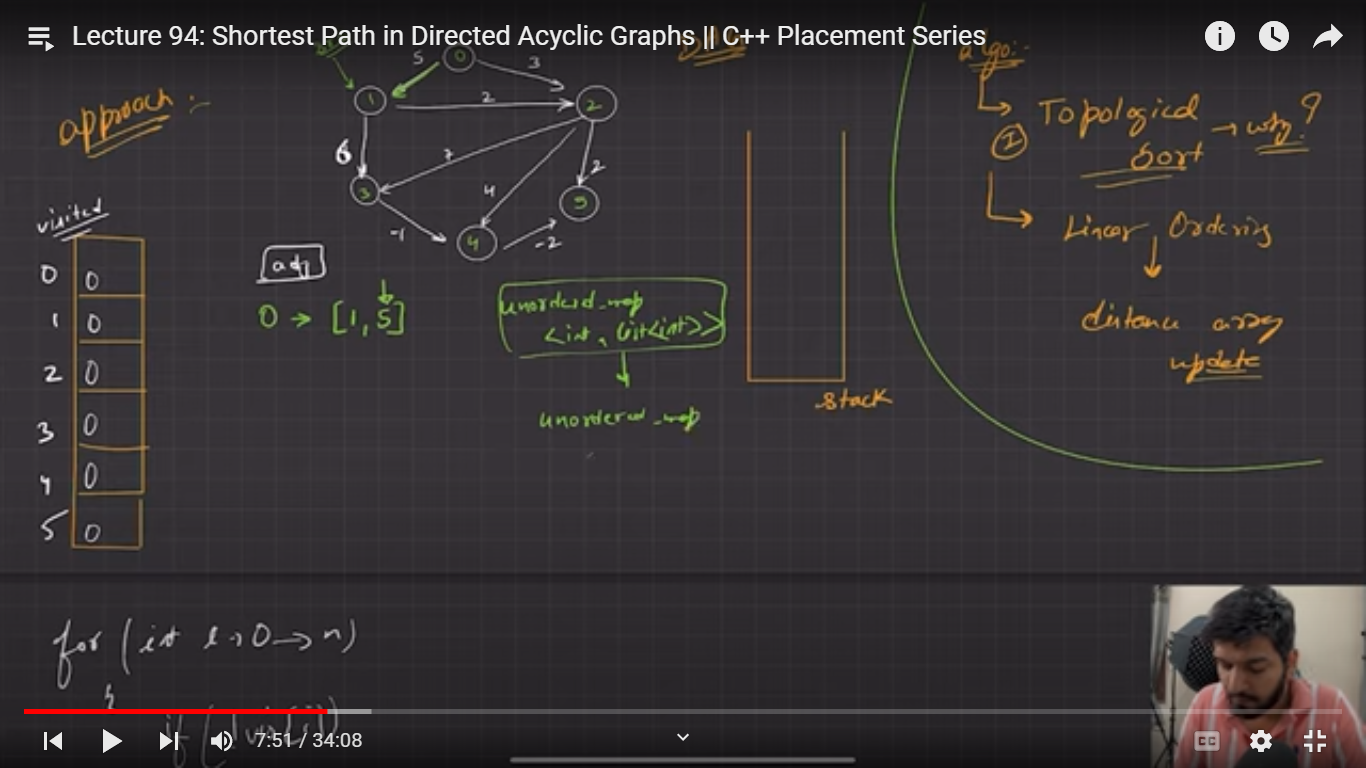 Lecture 94: Shortest Path in Directed Acyclic Graphs || C++ Placement Series
approach :-
5
0
3
1
2
2
6
7
4
2
3
5
-1
4
-2
algo:-
I
Topological
Sort → why?
Linear Ordering
distance array
update
visited
0 0
1 0
2 0
3 0
4 0
5 0
adj
0 → [1, 5]
unordered_map
<int, list<int>>
unordered_map
stack
for (int i → 0 → n)
{
if (!vis[i])
7:51 / 34:08
CC